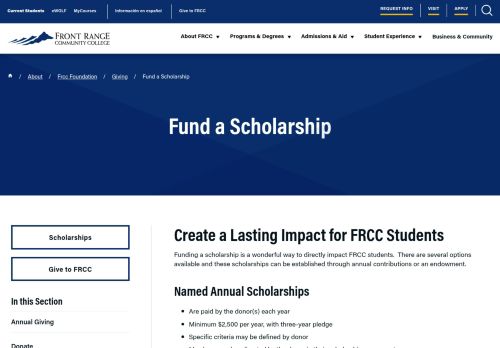 Current Students eWOLF MyCourses Información en español Give to FRCC REQUEST INFO VISIT APPLY
FRONT RANGE
COMMUNITY COLLEGE
About FRCC Programs & Degrees Admissions & Aid Student Experience Business & Community
/ About / Frcc Foundation / Giving / Fund a Scholarship
Fund a Scholarship
Scholarships
Give to FRCC
In this Section
Annual Giving
Donate
Create a Lasting Impact for FRCC Students
Funding a scholarship is a wonderful way to directly impact FRCC students. There are several options
available and these scholarships can be established through annual contributions or an endowment.
Named Annual Scholarships
• Are paid by the donor(s) each year
• Minimum $2,500 per year, with three-year pledge
• Specific criteria may be defined by donor